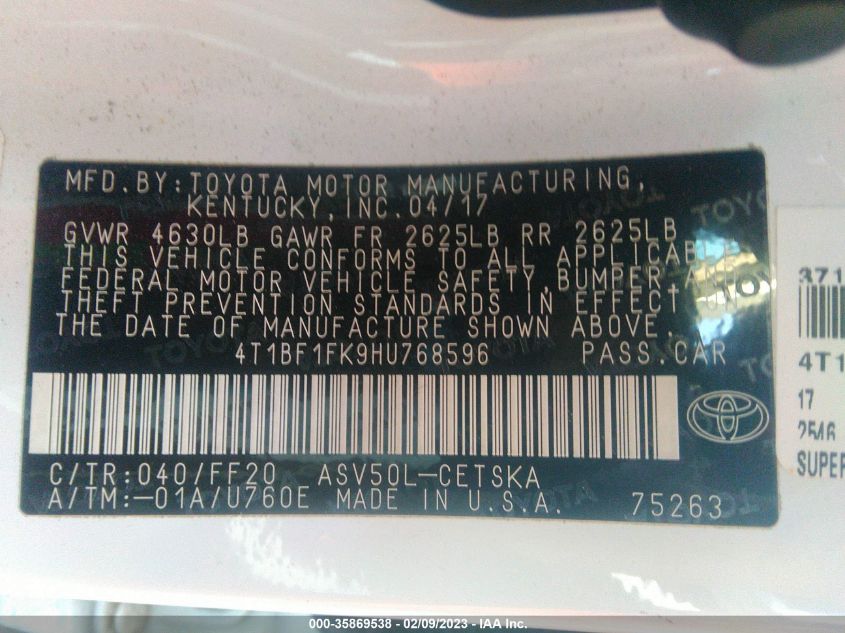 MFD.BY:TOYOTA MOTOR MANUFACTURING,
KENTUCKY,INC.04/17
GVWR 4630LB GAWR FR 2625LB RR 2625LB
THIS VEHICLE CONFORMS TO ALL APPLICABLE
FEDERAL MOTOR VEHICLE SAFETY,BUMPER,AND
THEFT PREVENTION STANDARDS IN EFFECT ON
THE DATE OF MANUFACTURE SHOWN ABOVE.
4T1BF1FK9HU768596 PASS.CAR
TOYOTA
C/TR:040/FF20 ASV50L-CETSKA
A/TM:-01A/U760E MADE IN U.S.A. 75263
371
4T1
17
2546
SUPER
000-35869538 - 02/09/2023 - IAA Inc.